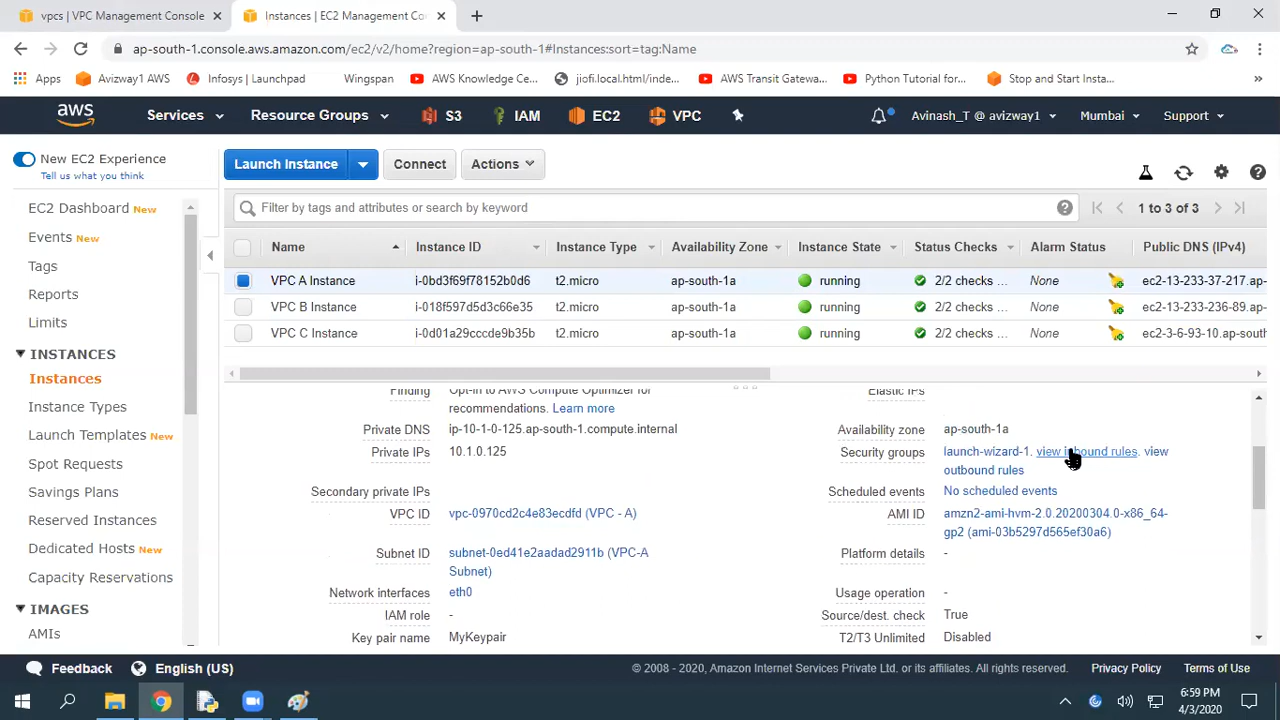 vpcs | VPC Management Console
Instances | EC2 Management Co
ap-south-1.console.aws.amazon.com/ec2/v2/home?region=ap-south-1#Instances:sort=tag:Name
Apps Avizway1 AWS Infosys | Launchpad Wingspan AWS Knowledge Ce... jiofi.local.html/inde... AWS Transit Gatewa... Python Tutorial for... Stop and Start Insta...
aws Services Resource Groups S3 IAM EC2 VPC Avinash_T @ avizway1 Mumbai Support
New EC2 Experience
Tell us what you think
Launch Instance Connect Actions
EC2 Dashboard New
Events New
Tags
Reports
Limits
INSTANCES
Instances
Instance Types
Launch Templates New
Spot Requests
Savings Plans
Reserved Instances
Dedicated Hosts New
Capacity Reservations
IMAGES
AMIs
Filter by tags and attributes or search by keyword 1 to 3 of 3
Name Instance ID Instance Type Availability Zone Instance State Status Checks Alarm Status Public DNS (IPv4)
VPC A Instance i-0bd3f69f78152b0d6 t2.micro ap-south-1a running 2/2 checks ... None ec2-13-233-37-217.ap-
VPC B Instance i-018f597d5d3c66e35 t2.micro ap-south-1a running 2/2 checks ... None ec2-13-233-236-89.ap-
VPC C Instance i-0d01a29cccde9b35b t2.micro ap-south-1a running 2/2 checks ... None ec2-3-6-93-10.ap-south
Finding Opt-in to AWS Compute Optimizer for
recommendations. Learn more
Private DNS ip-10-1-0-125.ap-south-1.compute.internal
Private IPs 10.1.0.125
Secondary private IPs
VPC ID vpc-0970cd2c4e83ecdfd (VPC - A)
Subnet ID subnet-0ed41e2aadad2911b (VPC-A
Subnet)
Network interfaces eth0
IAM role -
Key pair name MyKeypair
Elastic IPs
Availability zone ap-south-1a
Security groups launch-wizard-1. view inbound rules. view
outbound rules
Scheduled events No scheduled events
AMI ID amzn2-ami-hvm-2.0.20200304.0-x86_64-
gp2 (ami-03b5297d565ef30a6)
Platform details -
Usage operation -
Source/dest. check True
T2/T3 Unlimited Disabled
Feedback English (US) © 2008 - 2020, Amazon Internet Services Private Ltd. or its affiliates. All rights reserved. Privacy Policy Terms of Use
6:59 PM
4/3/2020